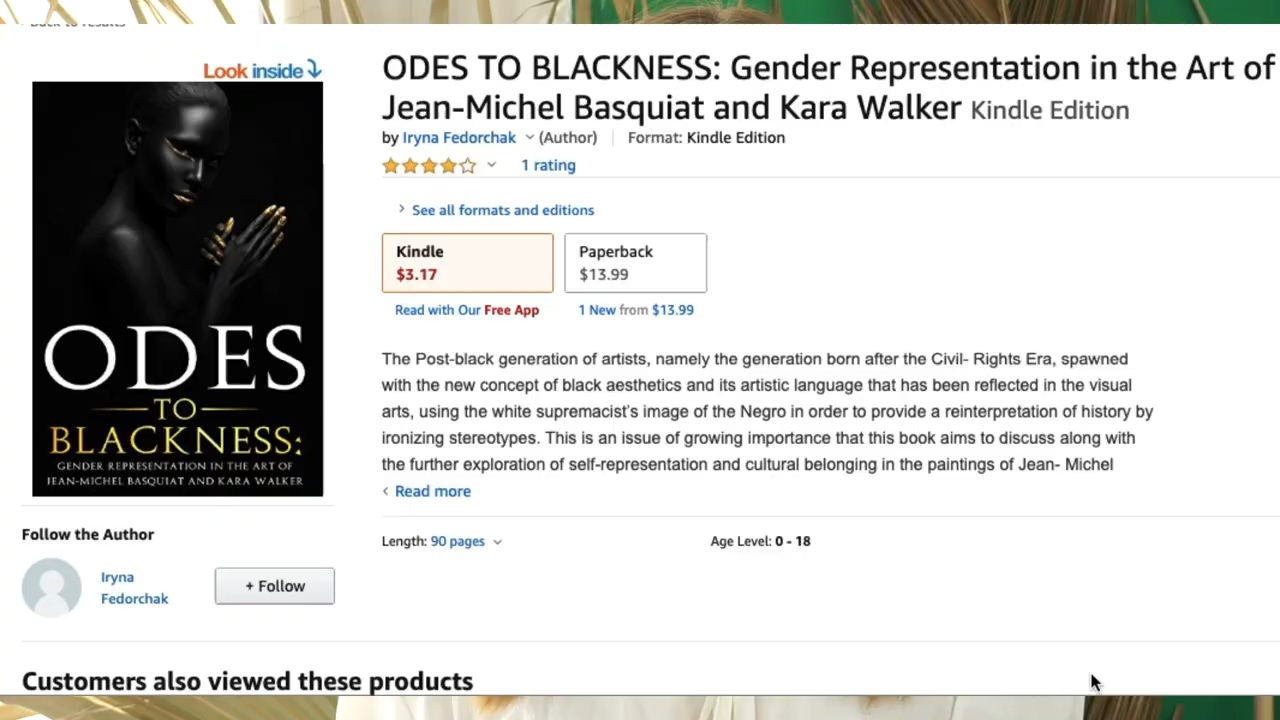 Back to results
Look inside
ODES TO BLACKNESS: Gender Representation in the Art of
Jean-Michel Basquiat and Kara Walker Kindle Edition
by Iryna Fedorchak (Author) Format: Kindle Edition
1 rating
See all formats and editions
Kindle
$3.17
Paperback
$13.99
Read with Our Free App
1 New from $13.99
The Post-black generation of artists, namely the generation born after the Civil- Rights Era, spawned
with the new concept of black aesthetics and its artistic language that has been reflected in the visual
arts, using the white supremacist's image of the Negro in order to provide a reinterpretation of history by
ironizing stereotypes. This is an issue of growing importance that this book aims to discuss along with
the further exploration of self-representation and cultural belonging in the paintings of Jean- Michel
Read more
Length: 90 pages
Age Level: 0 - 18
ODES
TO
BLACKNESS:
GENDER REPRESENTATION IN THE ART OF
JEAN-MICHEL BASQUIAT AND KARA WALKER
Follow the Author
Iryna
Fedorchak
+ Follow
Customers also viewed these products